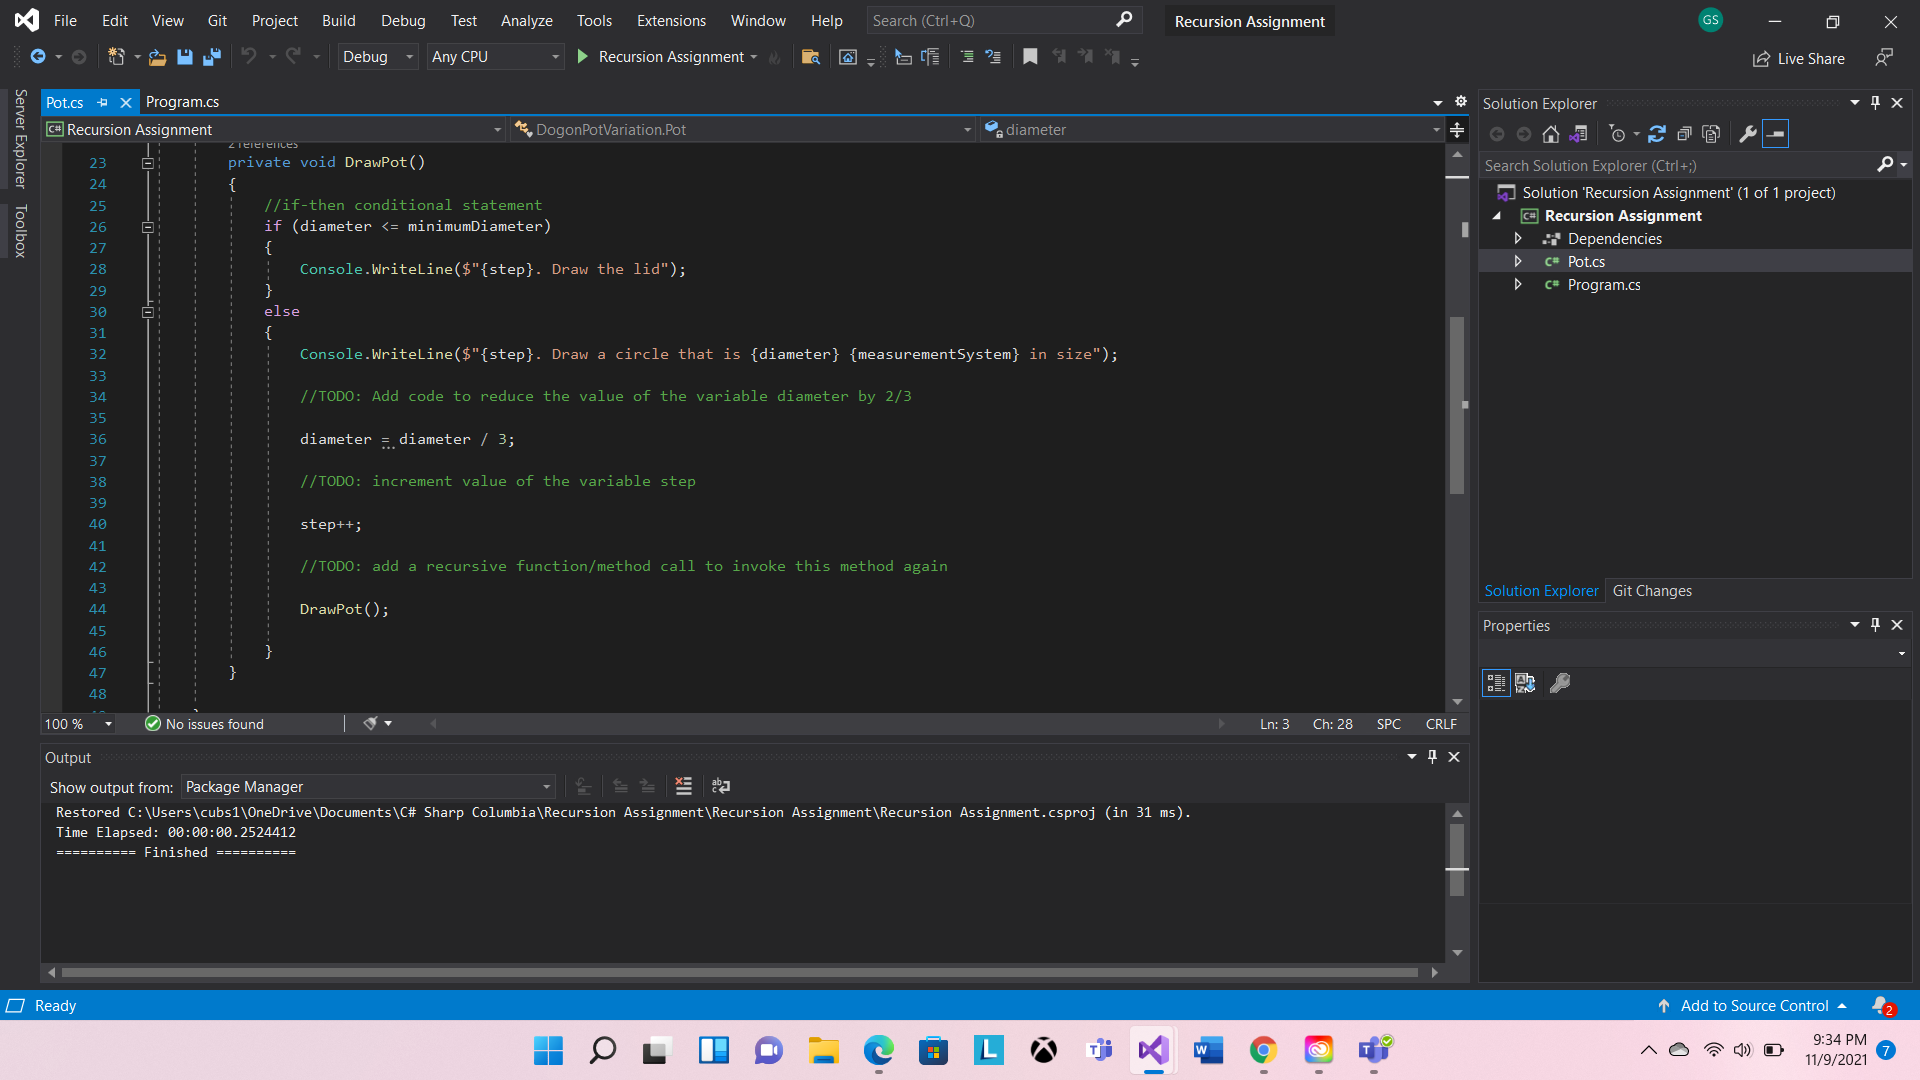 File Edit View Git Project Build Debug Test Analyze Tools Extensions Window Help Search (Ctrl+Q) Recursion Assignment GS
Debug Any CPU Recursion Assignment Live Share
Server Explorer
Toolbox
Pot.cs Program.cs
Recursion Assignment DogonPotVariation.Pot diameter
2 references
23 private void DrawPot()
24 {
25 //if-then conditional statement
26 if (diameter <= minimumDiameter)
27 {
28 Console.WriteLine($"{step}. Draw the lid");
29 }
30 else
31 {
32 Console.WriteLine($"{step}. Draw a circle that is {diameter} {measurementSystem} in size");
33
34 //TODO: Add code to reduce the value of the variable diameter by 2/3
35
36 diameter = diameter / 3;
37
38 //TODO: increment value of the variable step
39
40 step++;
41
42 //TODO: add a recursive function/method call to invoke this method again
43
44 DrawPot();
45
46 }
47 }
48
100 % No issues found Ln: 3 Ch: 28 SPC CRLF
Output
Show output from: Package Manager
Restored C:\Users\cubs1\OneDrive\Documents\C# Sharp Columbia\Recursion Assignment\Recursion Assignment\Recursion Assignment.csproj (in 31 ms).
Time Elapsed: 00:00:00.2524412
========== Finished ==========
Solution Explorer
Search Solution Explorer (Ctrl+;)
Solution 'Recursion Assignment' (1 of 1 project)
C# Recursion Assignment
Dependencies
C# Pot.cs
C# Program.cs
Solution Explorer Git Changes
Properties
Ready Add to Source Control 2
9:34 PM
11/9/2021 7